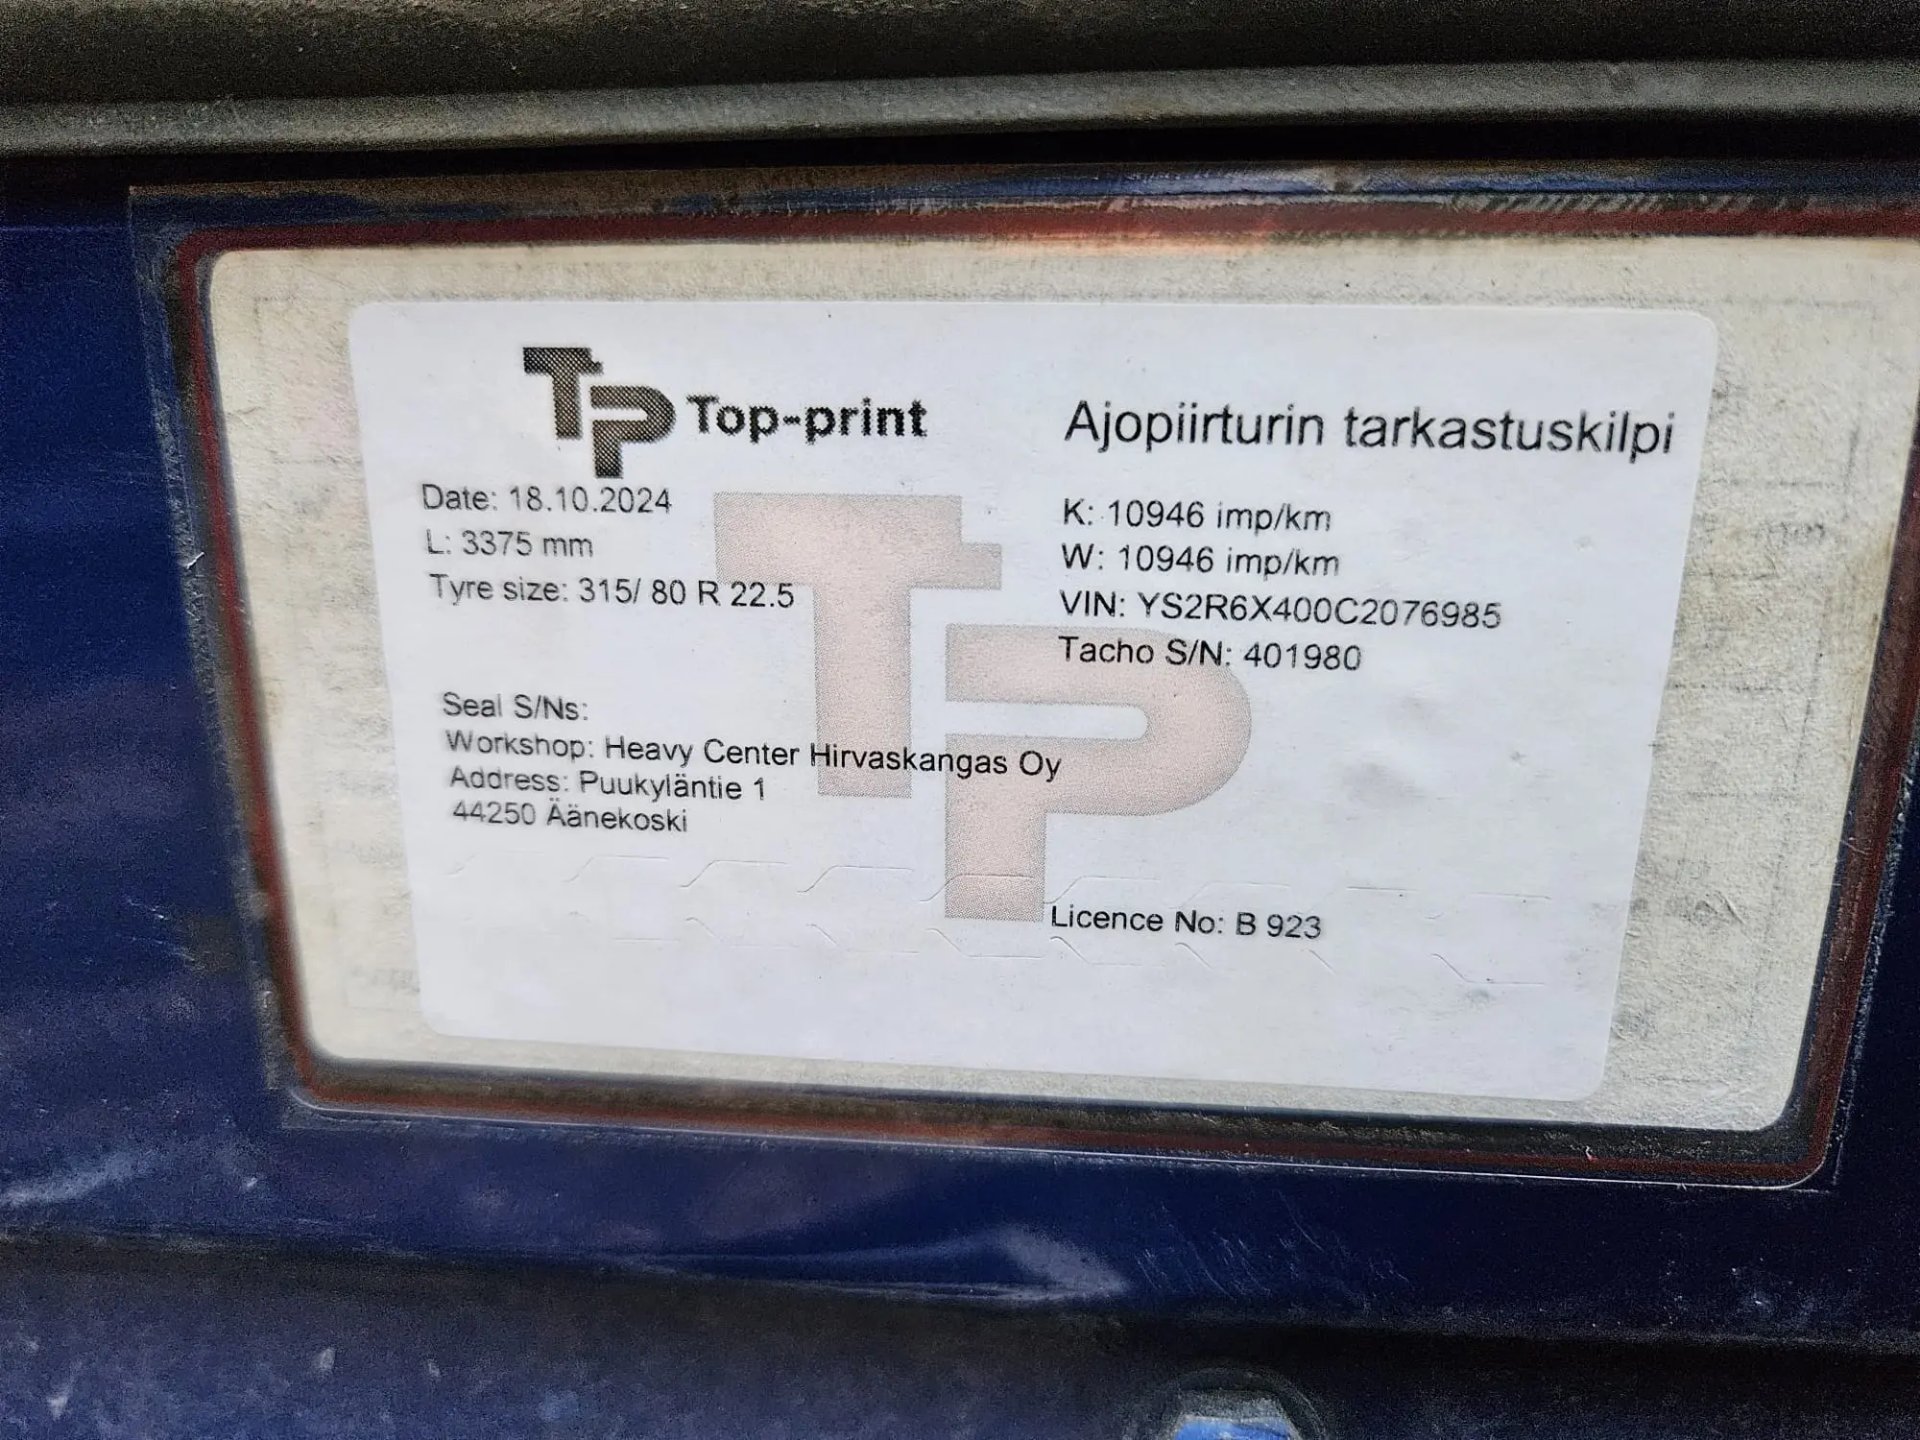 TP Top-print
Ajopiirturin tarkastuskilpi
Date: 18.10.2024
L: 3375 mm
Tyre size: 315/ 80 R 22.5
K: 10946 imp/km
W: 10946 imp/km
VIN: YS2R6X400C2076985
Tacho S/N: 401980
Seal S/Ns:
Workshop: Heavy Center Hirvaskangas Oy
Address: Puukyläntie 1
44250 Äänekoski
TP
Licence No: B 923